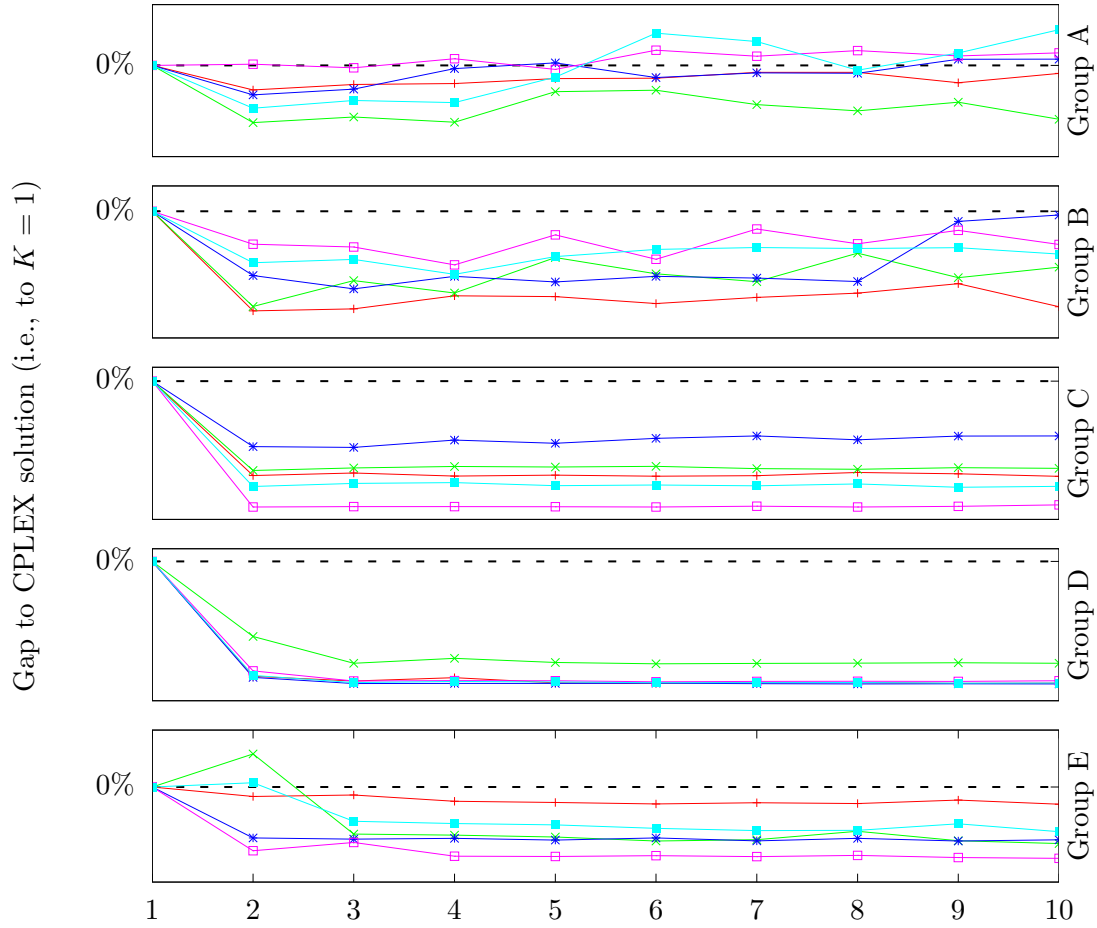 Gap to CPLEX solution (i.e., to K = 1)
0%
Group A
0%
Group B
0%
Group C
0%
Group D
0%
Group E
1 2 3 4 5 6 7 8 9 10